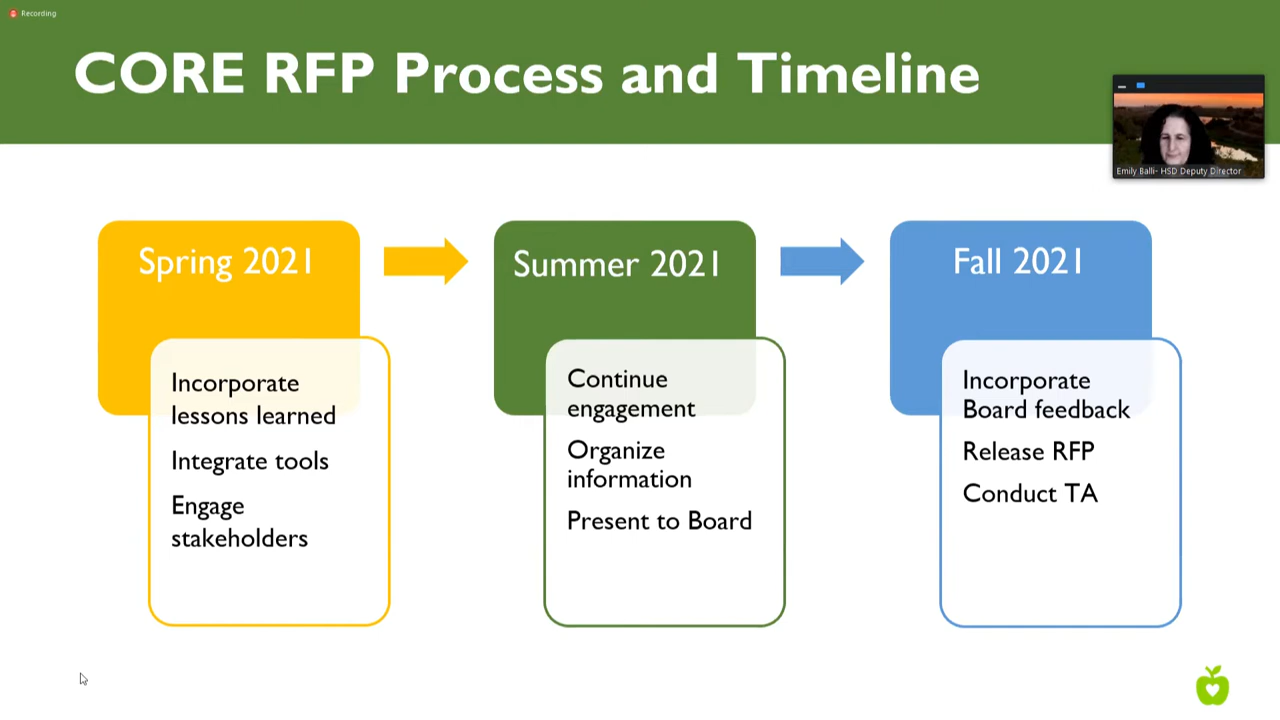 Recording
CORE RFP Process and Timeline
Emily Balli- HSD Deputy Director
Spring 2021
Incorporate
lessons learned
Integrate tools
Engage
stakeholders
Summer 2021
Continue
engagement
Organize
information
Present to Board
Fall 2021
Incorporate
Board feedback
Release RFP
Conduct TA